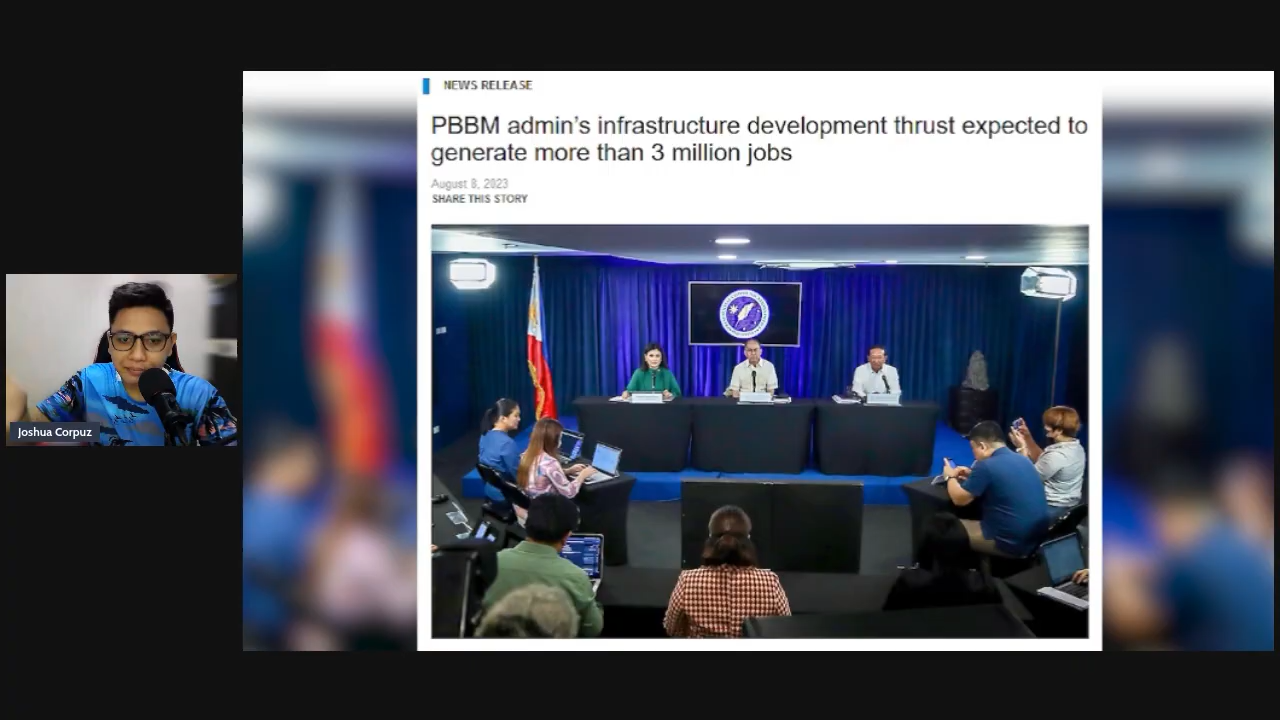 NEWS RELEASE
PBBM admin's infrastructure development thrust expected to
generate more than 3 million jobs
August 8, 2023
SHARE THIS STORY
Joshua Corpuz